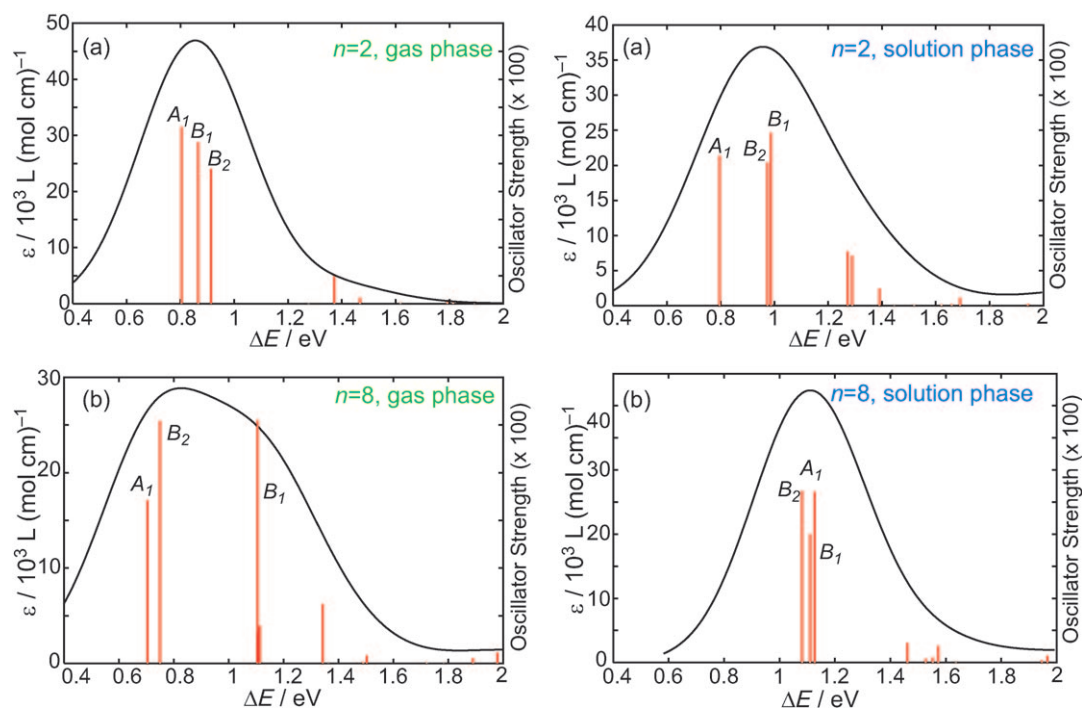 (a)
n=2, gas phase
50
40
30
20
10
0
A₁
B₁
B₂
0.4 0.6 0.8 1 1.2 1.4 1.6 1.8 2
ΔE / eV
ε / 10³ L (mol cm)⁻¹
Oscillator Strength (x 100)
(a)
n=2, solution phase
40
35
30
25
20
15
10
5
0
A₁
B₂
B₁
0.4 0.6 0.8 1 1.2 1.4 1.6 1.8 2
ΔE / eV
ε / 10³ L (mol cm)⁻¹
Oscillator Strength (x 100)
(b)
n=8, gas phase
30
20
10
0
A₁
B₂
B₁
0.4 0.6 0.8 1 1.2 1.4 1.6 1.8 2
ΔE / eV
ε / 10³ L (mol cm)⁻¹
Oscillator Strength (x 100)
(b)
n=8, solution phase
40
30
20
10
0
A₁
B₂
B₁
0.4 0.6 0.8 1 1.2 1.4 1.6 1.8 2
ΔE / eV
ε / 10³ L (mol cm)⁻¹
Oscillator Strength (x 100)